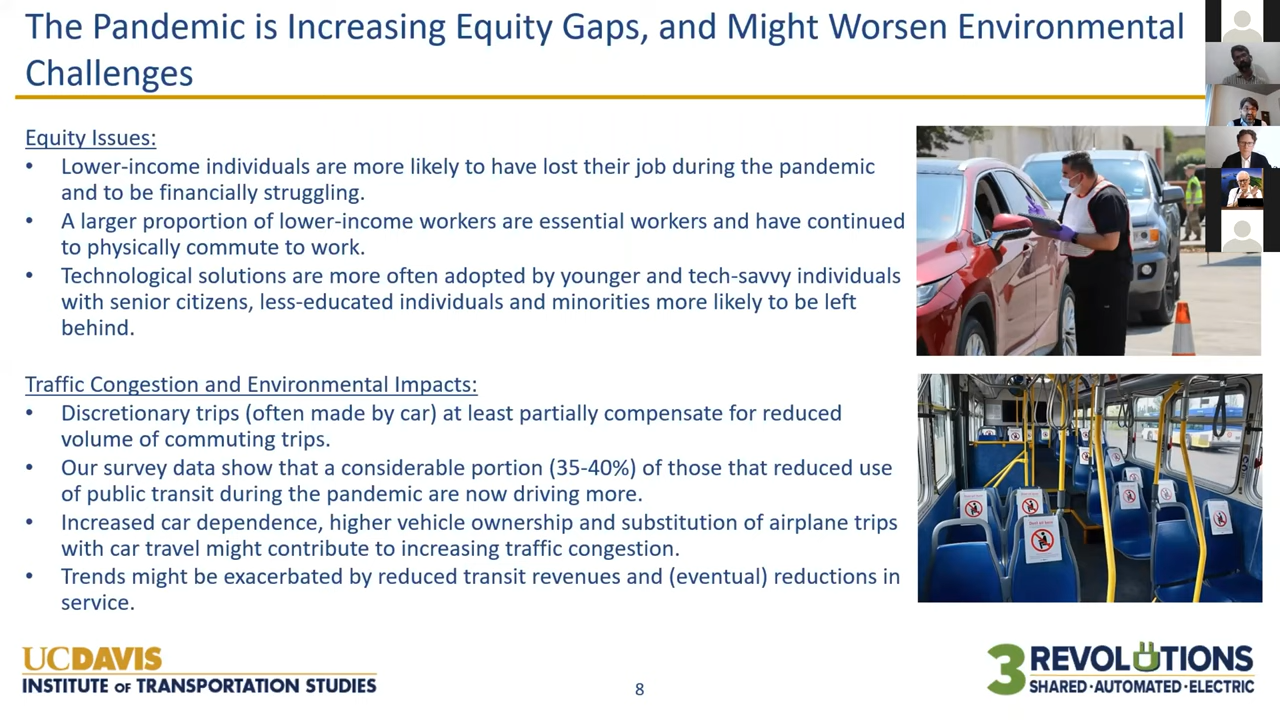 The Pandemic is Increasing Equity Gaps, and Might Worsen Environmental
Challenges
Equity Issues:
• Lower-income individuals are more likely to have lost their job during the pandemic
and to be financially struggling.
• A larger proportion of lower-income workers are essential workers and have continued
to physically commute to work.
• Technological solutions are more often adopted by younger and tech-savvy individuals
with senior citizens, less-educated individuals and minorities more likely to be left
behind.
Traffic Congestion and Environmental Impacts:
• Discretionary trips (often made by car) at least partially compensate for reduced
volume of commuting trips.
• Our survey data show that a considerable portion (35-40%) of those that reduced use
of public transit during the pandemic are now driving more.
• Increased car dependence, higher vehicle ownership and substitution of airplane trips
with car travel might contribute to increasing traffic congestion.
• Trends might be exacerbated by reduced transit revenues and (eventual) reductions in
service.
UCDAVIS
INSTITUTE OF TRANSPORTATION STUDIES
8
3 REVOLUTIONS
SHARED·AUTOMATED·ELECTRIC